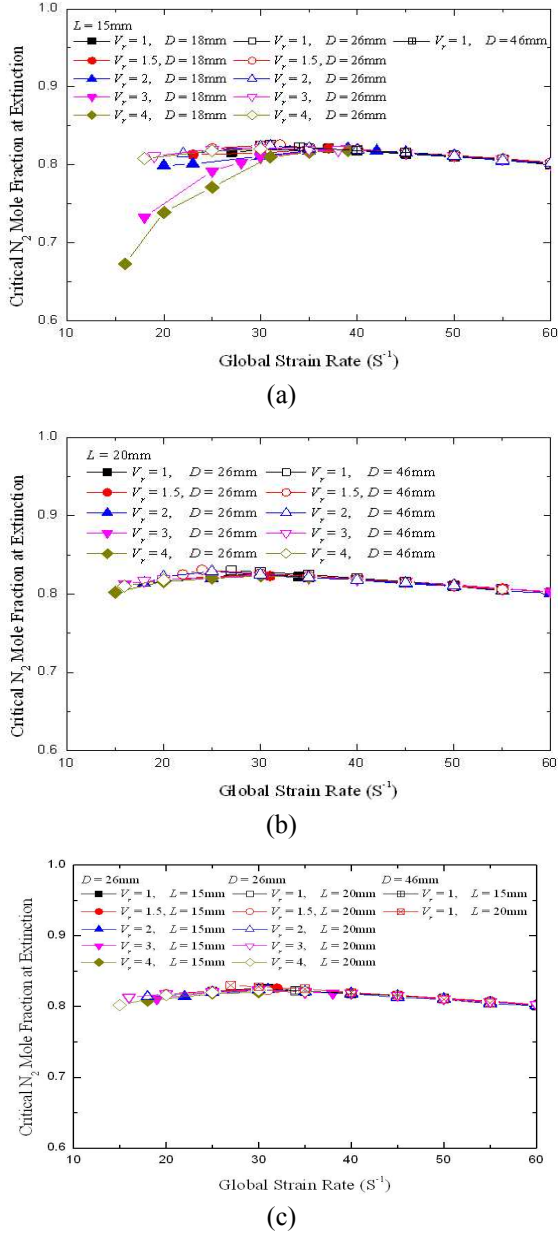 L = 15mm
V_r = 1, D = 18mm V_r = 1, D = 26mm V_r = 1, D = 46mm
V_r = 1.5, D = 18mm V_r = 1.5, D = 26mm
V_r = 2, D = 18mm V_r = 2, D = 26mm
V_r = 3, D = 18mm V_r = 3, D = 26mm
V_r = 4, D = 18mm V_r = 4, D = 26mm
Critical N₂ Mole Fraction at Extinction
1.0
0.9
0.8
0.7
0.6
10 20 30 40 50 60
Global Strain Rate (S⁻¹)
(a)
L = 20mm
V_r = 1, D = 26mm V_r = 1, D = 46mm
V_r = 1.5, D = 26mm V_r = 1.5, D = 46mm
V_r = 2, D = 26mm V_r = 2, D = 46mm
V_r = 3, D = 26mm V_r = 3, D = 46mm
V_r = 4, D = 26mm V_r = 4, D = 46mm
Critical N₂ Mole Fraction at Extinction
1.0
0.9
0.8
0.7
0.6
10 20 30 40 50 60
Global Strain Rate (S⁻¹)
(b)
D = 26mm D = 26mm D = 46mm
V_r = 1, L = 15mm V_r = 1, L = 20mm V_r = 1, L = 15mm
V_r = 1.5, L = 15mm V_r = 1.5, L = 20mm V_r = 1, L = 20mm
V_r = 2, L = 15mm V_r = 2, L = 20mm
V_r = 3, L = 15mm V_r = 3, L = 20mm
V_r = 4, L = 15mm V_r = 4, L = 20mm
Critical N₂ Mole Fraction at Extinction
1.0
0.9
0.8
0.7
0.6
10 20 30 40 50 60
Global Strain Rate (S⁻¹)
(c)